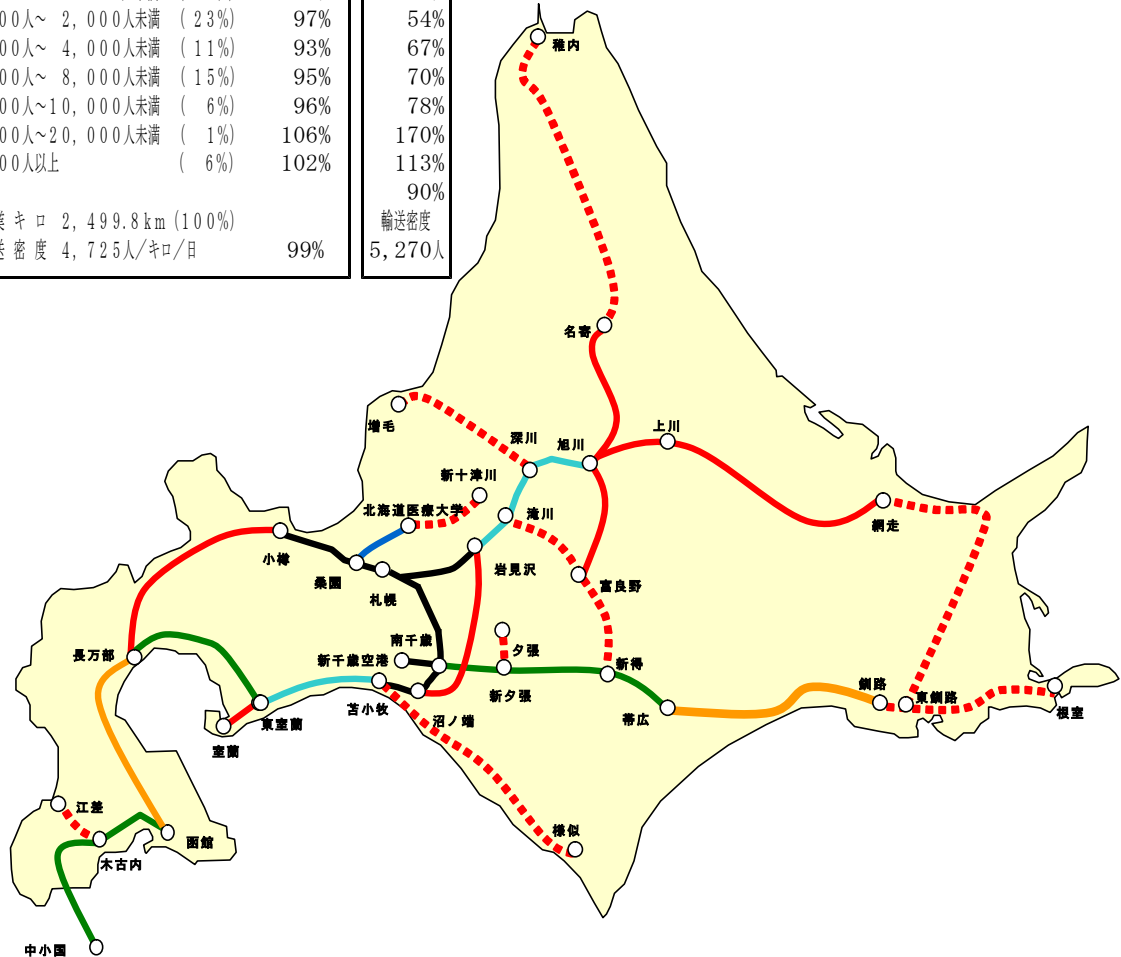 00人～ 2,000人未満 ( 23%) 97% 54%
00人～ 4,000人未満 ( 11%) 93% 67%
00人～ 8,000人未満 ( 15%) 95% 70%
00人～10,000人未満 ( 6%) 96% 78%
00人～20,000人未満 ( 1%) 106% 170%
00人以上 ( 6%) 102% 113%
90%
業 キ ロ 2,499.8km(100%) 輸送密度
送 密 度 4,725人/キロ/日 99% 5,270人
稚内
名寄
増毛
深川
旭川
上川
新十津川
北海道医療大学
滝川
網走
小樽
桑園
札幌
岩見沢
富良野
南千歳
新千歳空港
夕張
新夕張
新得
長万部
東室蘭
室蘭
苫小牧
沼ノ端
帯広
釧路
東釧路
根室
江差
木古内
函館
様似
中小国